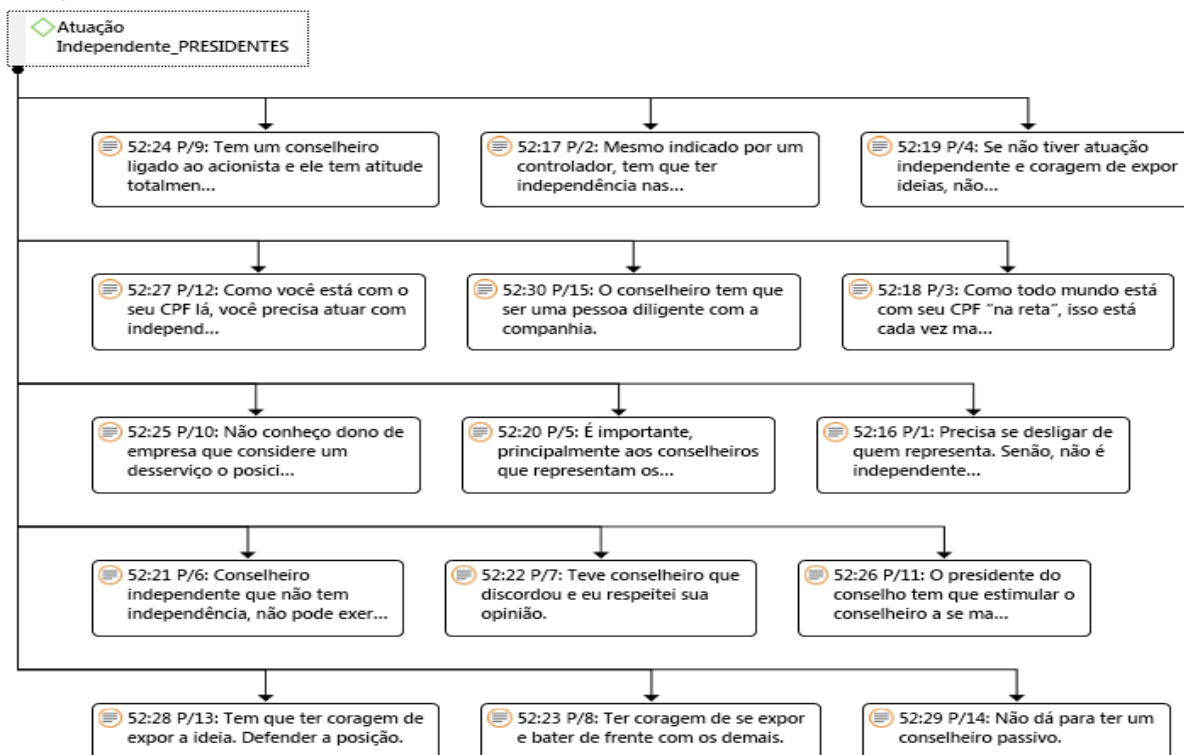 Atuação
Independente_PRESIDENTES
52:24 P/9: Tem um conselheiro
ligado ao acionista e ele tem atitude
totalmen...
52:17 P/2: Mesmo indicado por um
controlador, tem que ter
independência nas...
52:19 P/4: Se não tiver atuação
independente e coragem de expor
ideias, não...
52:27 P/12: Como você está com o
seu CPF lá, você precisa atuar com
independ...
52:30 P/15: O conselheiro tem que
ser uma pessoa diligente com a
companhia.
52:18 P/3: Como todo mundo está
com seu CPF “na reta”, isso está
cada vez ma...
52:25 P/10: Não conheço dono de
empresa que considere um
desserviço o posici...
52:20 P/5: É importante,
principalmente aos conselheiros
que representam os...
52:16 P/1: Precisa se desligar de
quem representa. Senão, não é
independente...
52:21 P/6: Conselheiro
independente que não tem
independência, não pode exer...
52:22 P/7: Teve conselheiro que
discordou e eu respeitei sua
opinião.
52:26 P/11: O presidente do
conselho tem que estimular o
conselheiro a se ma...
52:28 P/13: Tem que ter coragem de
expor a ideia. Defender a posição.
52:23 P/8: Ter coragem de se expor
e bater de frente com os demais.
52:29 P/14: Não dá para ter um
conselheiro passivo.